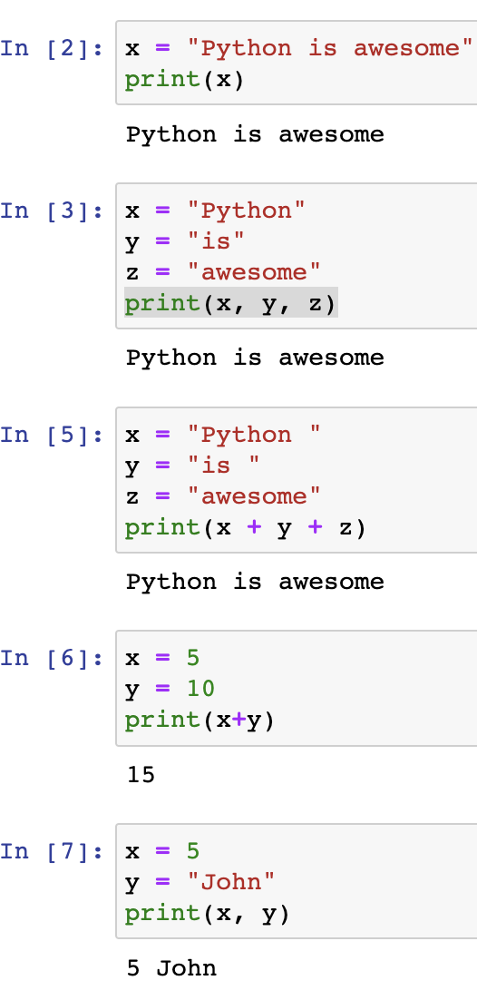 In [2]: x = "Python is awesome"
print(x)
Python is awesome
In [3]: x = "Python"
y = "is"
z = "awesome"
print(x, y, z)
Python is awesome
In [5]: x = "Python "
y = "is "
z = "awesome"
print(x + y + z)
Python is awesome
In [6]: x = 5
y = 10
print(x+y)
15
In [7]: x = 5
y = "John"
print(x, y)
5 John